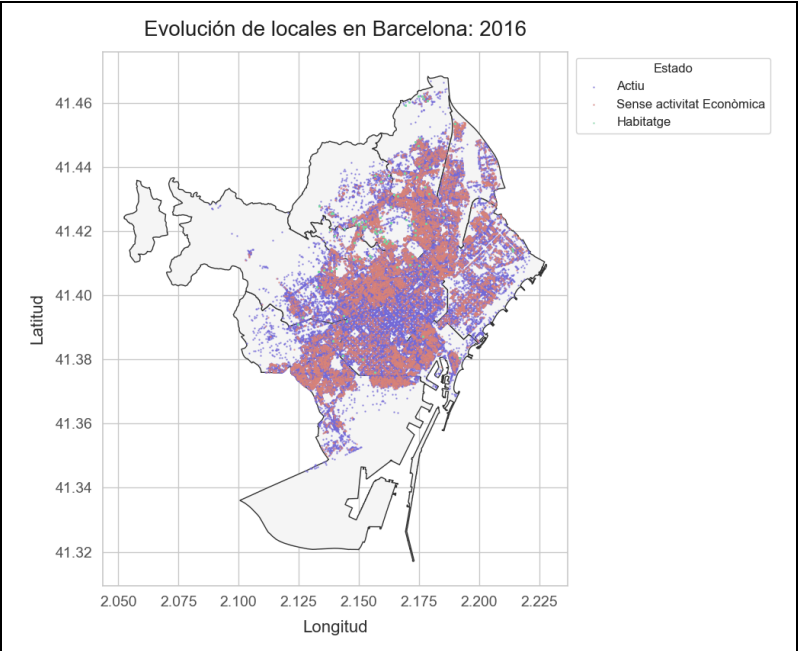 Evolución de locales en Barcelona: 2016
Estado
Actiu
Sense activitat Econòmica
Habitatge
41.46
41.44
41.42
41.40
41.38
41.36
41.34
41.32
Latitud
2.050 2.075 2.100 2.125 2.150 2.175 2.200 2.225
Longitud